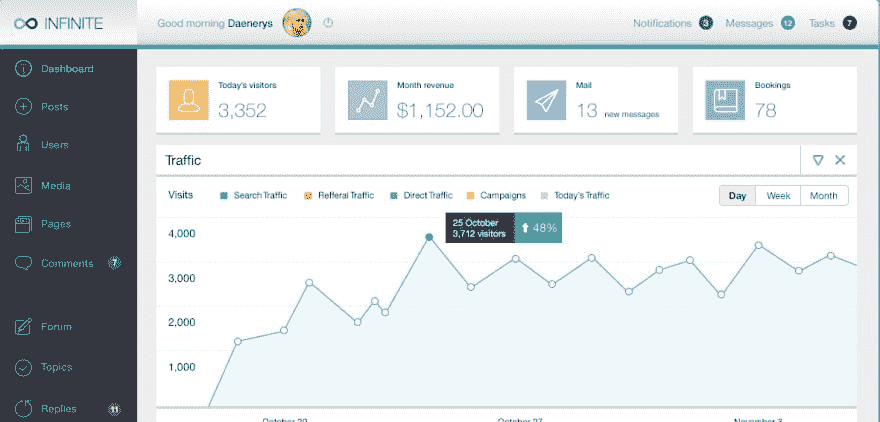 INFINITE
Good morning Daenerys
Notifications 3 Messages 12 Tasks 7
Dashboard
Posts
Users
Media
Pages
Comments 7
Forum
Topics
Replies 11
Today's visitors
3,352
Month revenue
$1,152.00
Mail
13 new messages
Bookings
78
Traffic
Visits
Search Traffic
Refferal Traffic
Direct Traffic
Campaigns
Today's Traffic
Day Week Month
25 October
3,712 visitors
48%
4,000
3,000
2,000
1,000
October 20 October 27 November 3